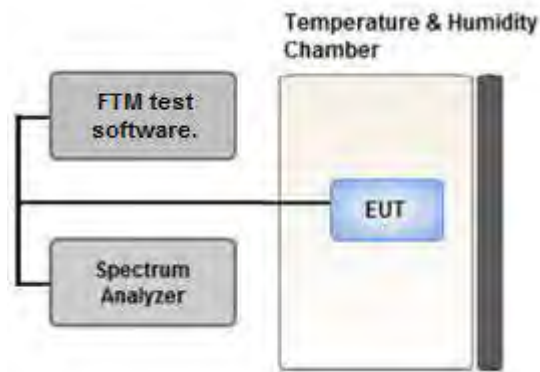 Temperature & Humidity
Chamber
FTM test
software.
EUT
Spectrum
Analyzer